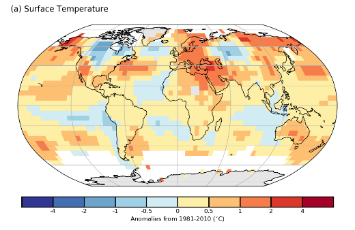 (a) Surface Temperature
-4 -2 -1 -0.5 0 0.5 1 2 4
Anomalies from 1981-2010 (°C)